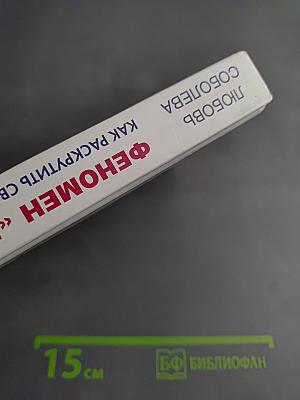 ЛЮБОВЬ
СОБОЛЕВА
ФЕНОМЕН «
КАК РАСКРУТИТЬ СВ
15 см
БФ БИБЛИОФАН